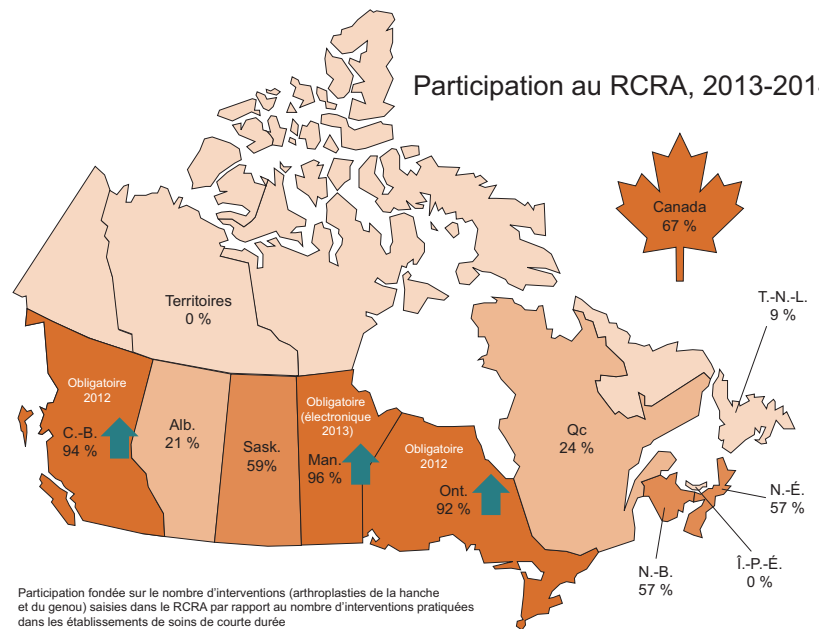 Participation au RCRA, 2013-201
Canada
67 %
Territoires
0 %
T.-N.-L.
9 %
Obligatoire
2012
C.-B.
94 %
Alb.
21 %
Sask.
59%
Obligatoire
(électronique
2013)
Man.
96 %
Obligatoire
2012
Ont.
92 %
Qc
24 %
N.-É.
57 %
Î.-P.-É.
0 %
N.-B.
57 %
Participation fondée sur le nombre d'interventions (arthroplasties de la hanche
et du genou) saisies dans le RCRA par rapport au nombre d'interventions pratiquées
dans les établissements de soins de courte durée